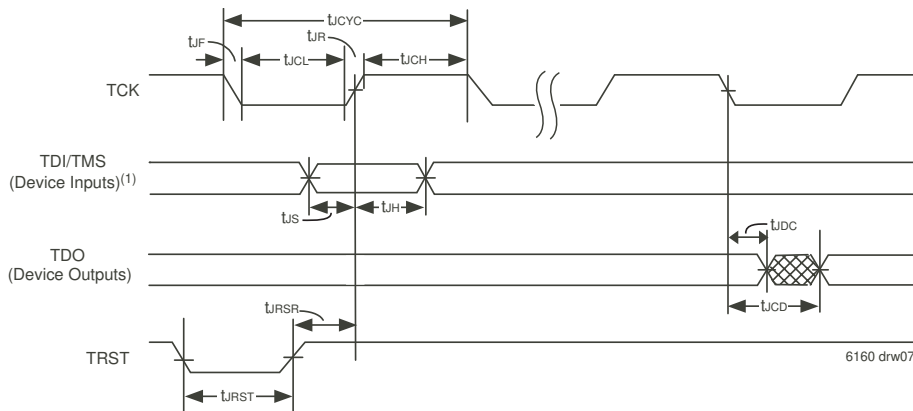 tJCYC
tJF
tJR
tJCL
tJCH
TCK
TDI/TMS
(Device Inputs)(1)
tJS
tJH
tJDC
TDO
(Device Outputs)
tJCD
tJRSR
TRST
6160 drw07
tJRST